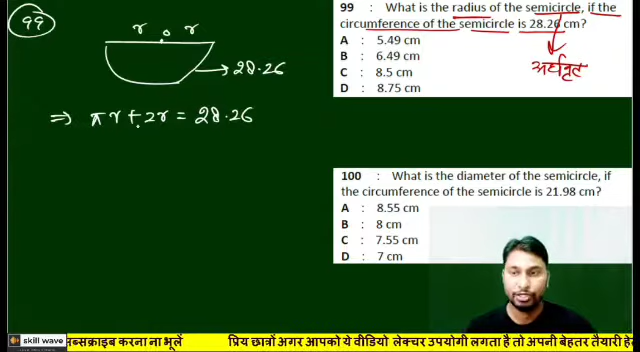 99
r r
28.26
⇒ πr + 2r = 28.26
99 : What is the radius of the semicircle, if the
circumference of the semicircle is 28.26 cm?
A : 5.49 cm
B : 6.49 cm
C : 8.5 cm
D : 8.75 cm
अर्धवृत्त
100 : What is the diameter of the semicircle, if
the circumference of the semicircle is 21.98 cm?
A : 8.55 cm
B : 8 cm
C : 7.55 cm
D : 7 cm
skill wave
सब्सक्राइब करना ना भूलें प्रिय छात्रों अगर आपको ये वीडियो लेक्चर उपयोगी लगता है तो अपनी बेहतर तैयारी